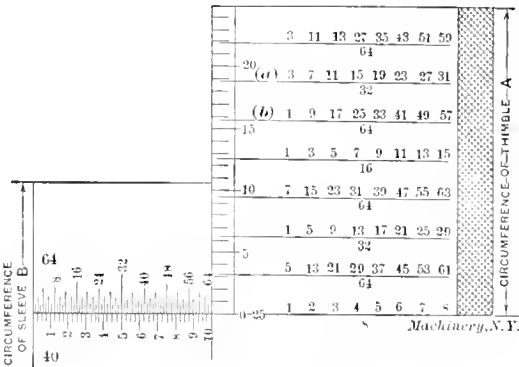 3 11 13 27 35 43 51 59
64
20
(a) 3 7 11 15 19 23 27 31
32
(b) 1 9 17 25 33 41 49 57
64
15
1 3 5 7 9 11 13 15
16
10
7 15 23 31 39 47 55 63
64
1 5 9 13 17 21 25 29
32
5
5 13 21 29 37 45 53 61
64
0-25
1 2 3 4 5 6 7 8
8
Machinery, N.Y.
CIRCUMFERENCE OF THIMBLE A
CIRCUMFERENCE
OF SLEEVE B
64
8 16 24 32 40 48 56 64
1 2 3 4 5 6 7 8 9 10
40